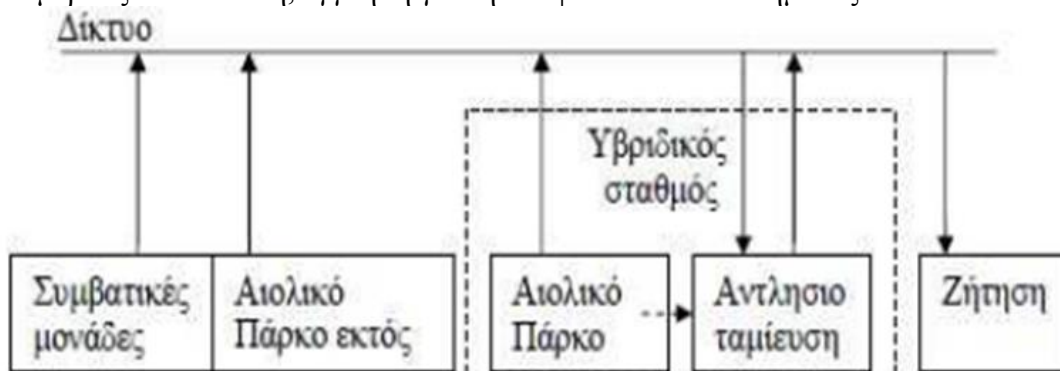 Δίκτυο
Υβριδικός
σταθμός
Συμβατικές
μονάδες
Αιολικό
Πάρκο εκτός
Αιολικό
Πάρκο
Αντλησιο
ταμίευση
Ζήτηση